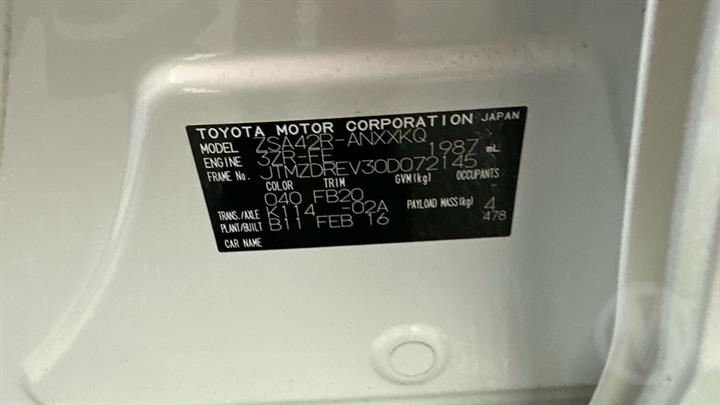 TOYOTA MOTOR CORPORATION JAPAN
MODEL ZSA42R-ANXXKQ
ENGINE 3ZR-FE 1987 mL
FRAME No. JTMZDREV30D072145
COLOR TRIM GVM(kg) OCCUPANTS
040 FB20 4
TRANS./AXLE K114 -02A PAYLOAD MASS(kg) 478
PLANT/BUILT B11 FEB 16
CAR NAME